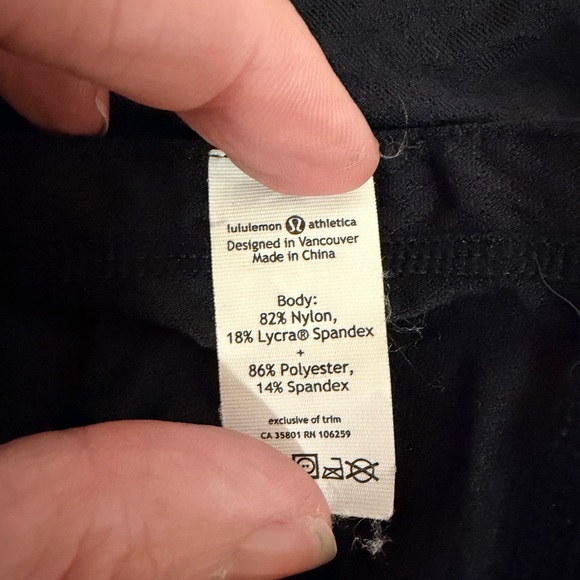 lululemon athletica
Designed in Vancouver
Made in China
Body:
82% Nylon,
18% Lycra® Spandex
+
86% Polyester,
14% Spandex
exclusive of trim
CA 35801 RN 106259